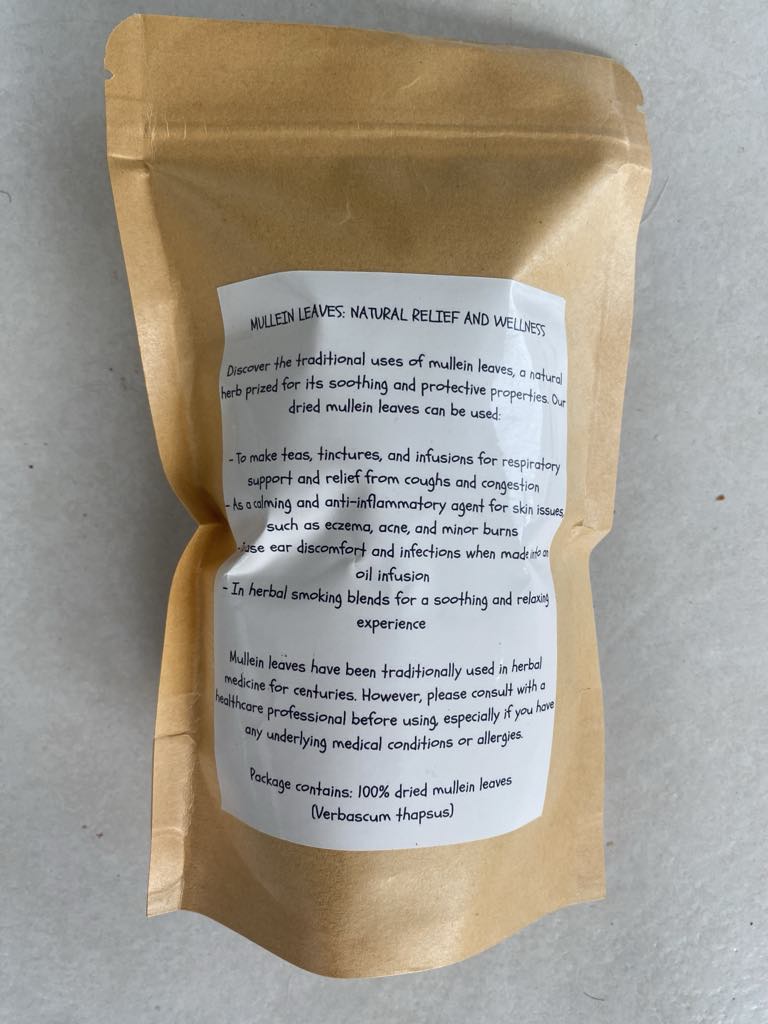 MULLEIN LEAVES: NATURAL RELIEF AND WELLNESS
Discover the traditional uses of mullein leaves, a natural
herb prized for its soothing and protective properties. Our
dried mullein leaves can be used:
- To make teas, tinctures, and infusions for respiratory
support and relief from coughs and congestion
- As a calming and anti-inflammatory agent for skin issues,
such as eczema, acne, and minor burns
ear discomfort and infections when made into an
oil infusion
- In herbal smoking blends for a soothing and relaxing
experience
Mullein leaves have been traditionally used in herbal
medicine for centuries. However, please consult with a
healthcare professional before using, especially if you have
any underlying medical conditions or allergies.
Package contains: 100% dried mullein leaves
(Verbascum thapsus)